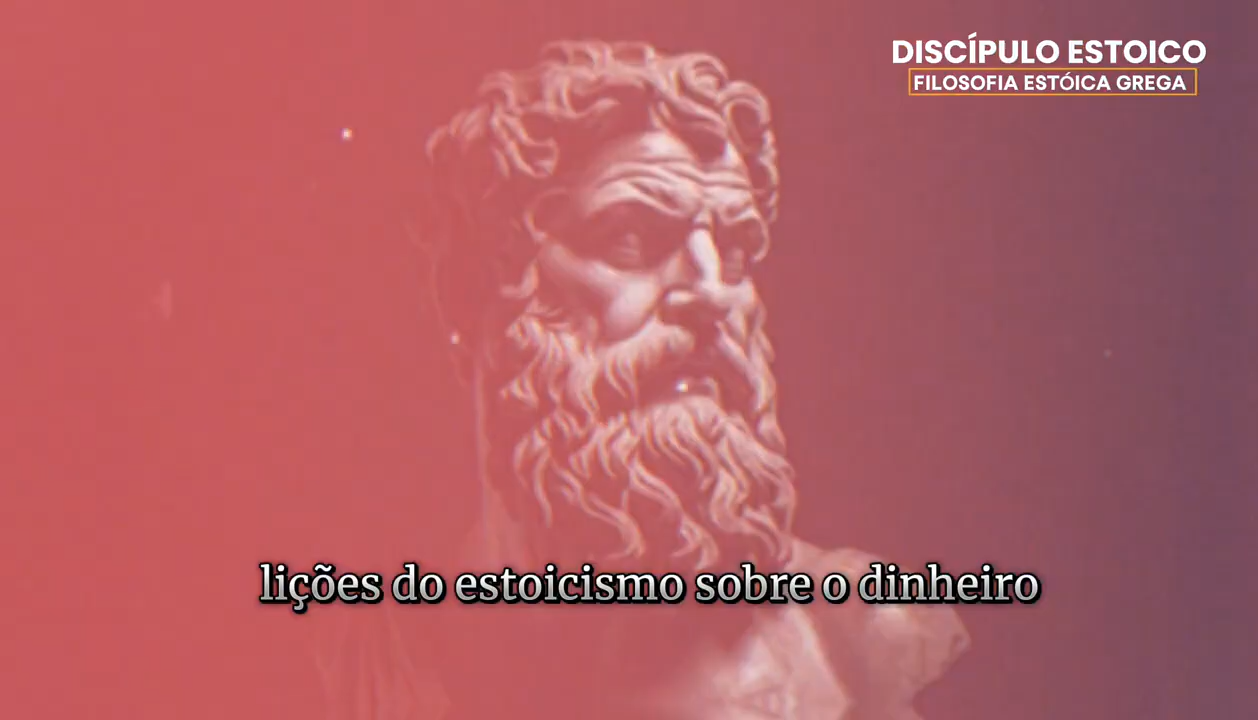 DISCÍPULO ESTOICO
FILOSOFIA ESTÓICA GREGA
lições do estoicismo sobre o dinheiro